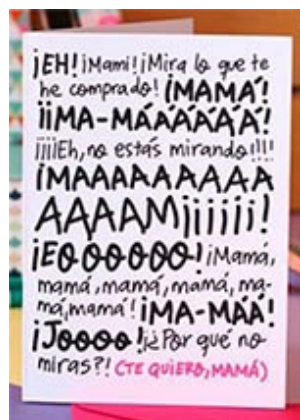 ¡EH! ¡Mami! ¡Mira lo que te
he comprado! ¡MAMÁ!
¡¡MA-MÁÁÁÁÁÁ!
¡¡¡¡Eh, no estás mirando!!!!
¡MAAAAAAAAA
AAAAAM¡¡¡¡¡¡!
¡EOOOOOO! ¡Mamá,
mamá, mamá, mamá, ma-
má, mamá! ¡MA-MÁÁ!
¡Joooo! ¡¿Por qué no
miras?! (TE QUIERO, MAMÁ)